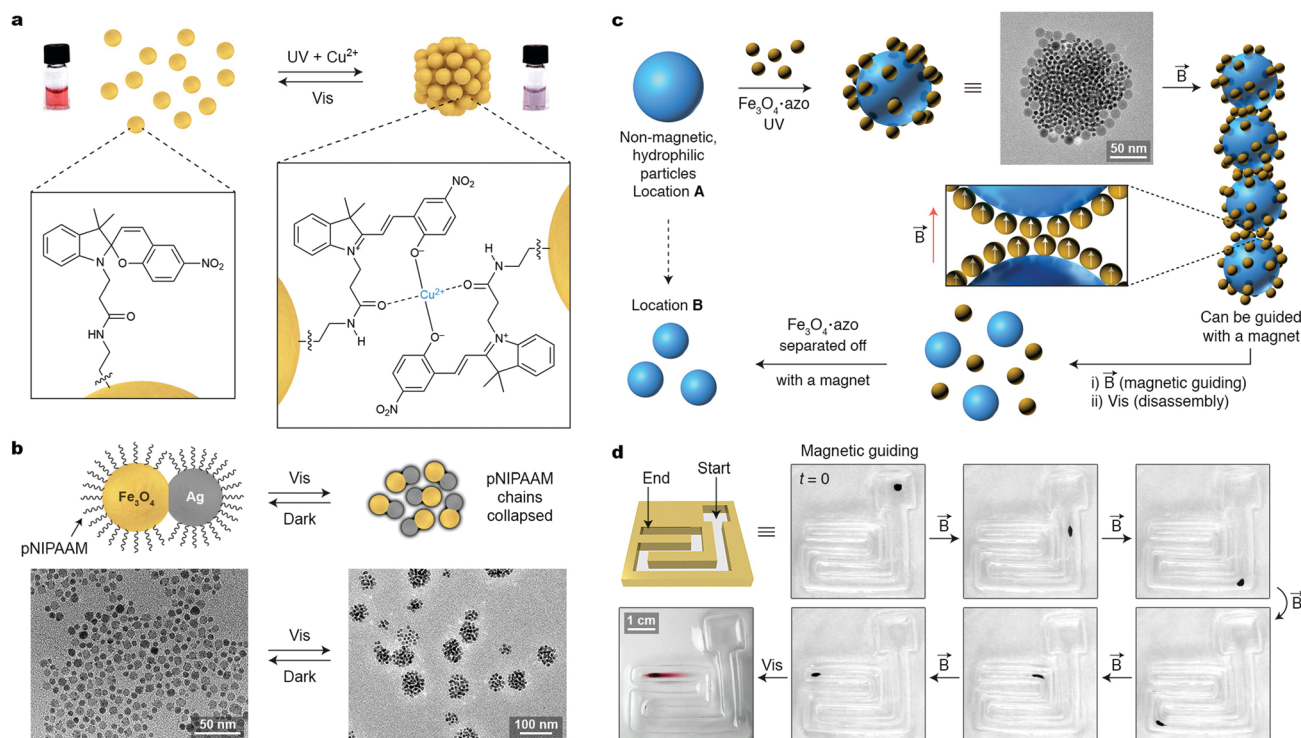 a
UV + Cu²⁺
Vis
NO₂
N
O
O
HN
NO₂
N⁺
O⁻
Cu²⁺
O
N
H
H
N
O
O⁻
N⁺
NO₂
b
Fe₃O₄
Ag
pNIPAAM
Vis
Dark
pNIPAAM
chains
collapsed
50 nm
Vis
Dark
100 nm
c
Non-magnetic,
hydrophilic
particles
Location A
Fe₃O₄·azo
UV
≡
50 nm
B
B
Can be guided
with a magnet
i) B (magnetic guiding)
ii) Vis (disassembly)
Fe₃O₄·azo
separated off
with a magnet
Location B
d
End
Start
≡
Magnetic guiding
t = 0
B
B
B
B
B
Vis
1 cm